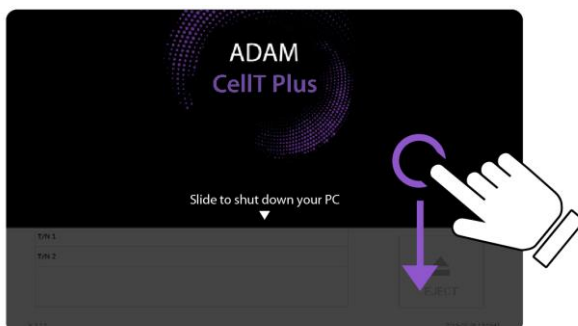 ADAM
CellT Plus
Slide to shut down your PC
T/N 1
T/N 2
EJECT